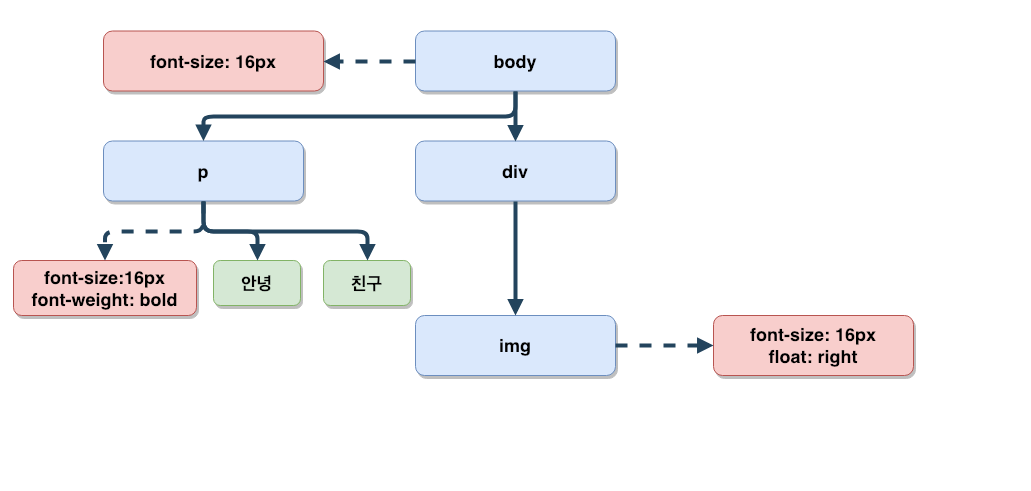 font-size: 16px
body
p
div
font-size:16px
font-weight: bold
안녕
친구
img
font-size: 16px
float: right